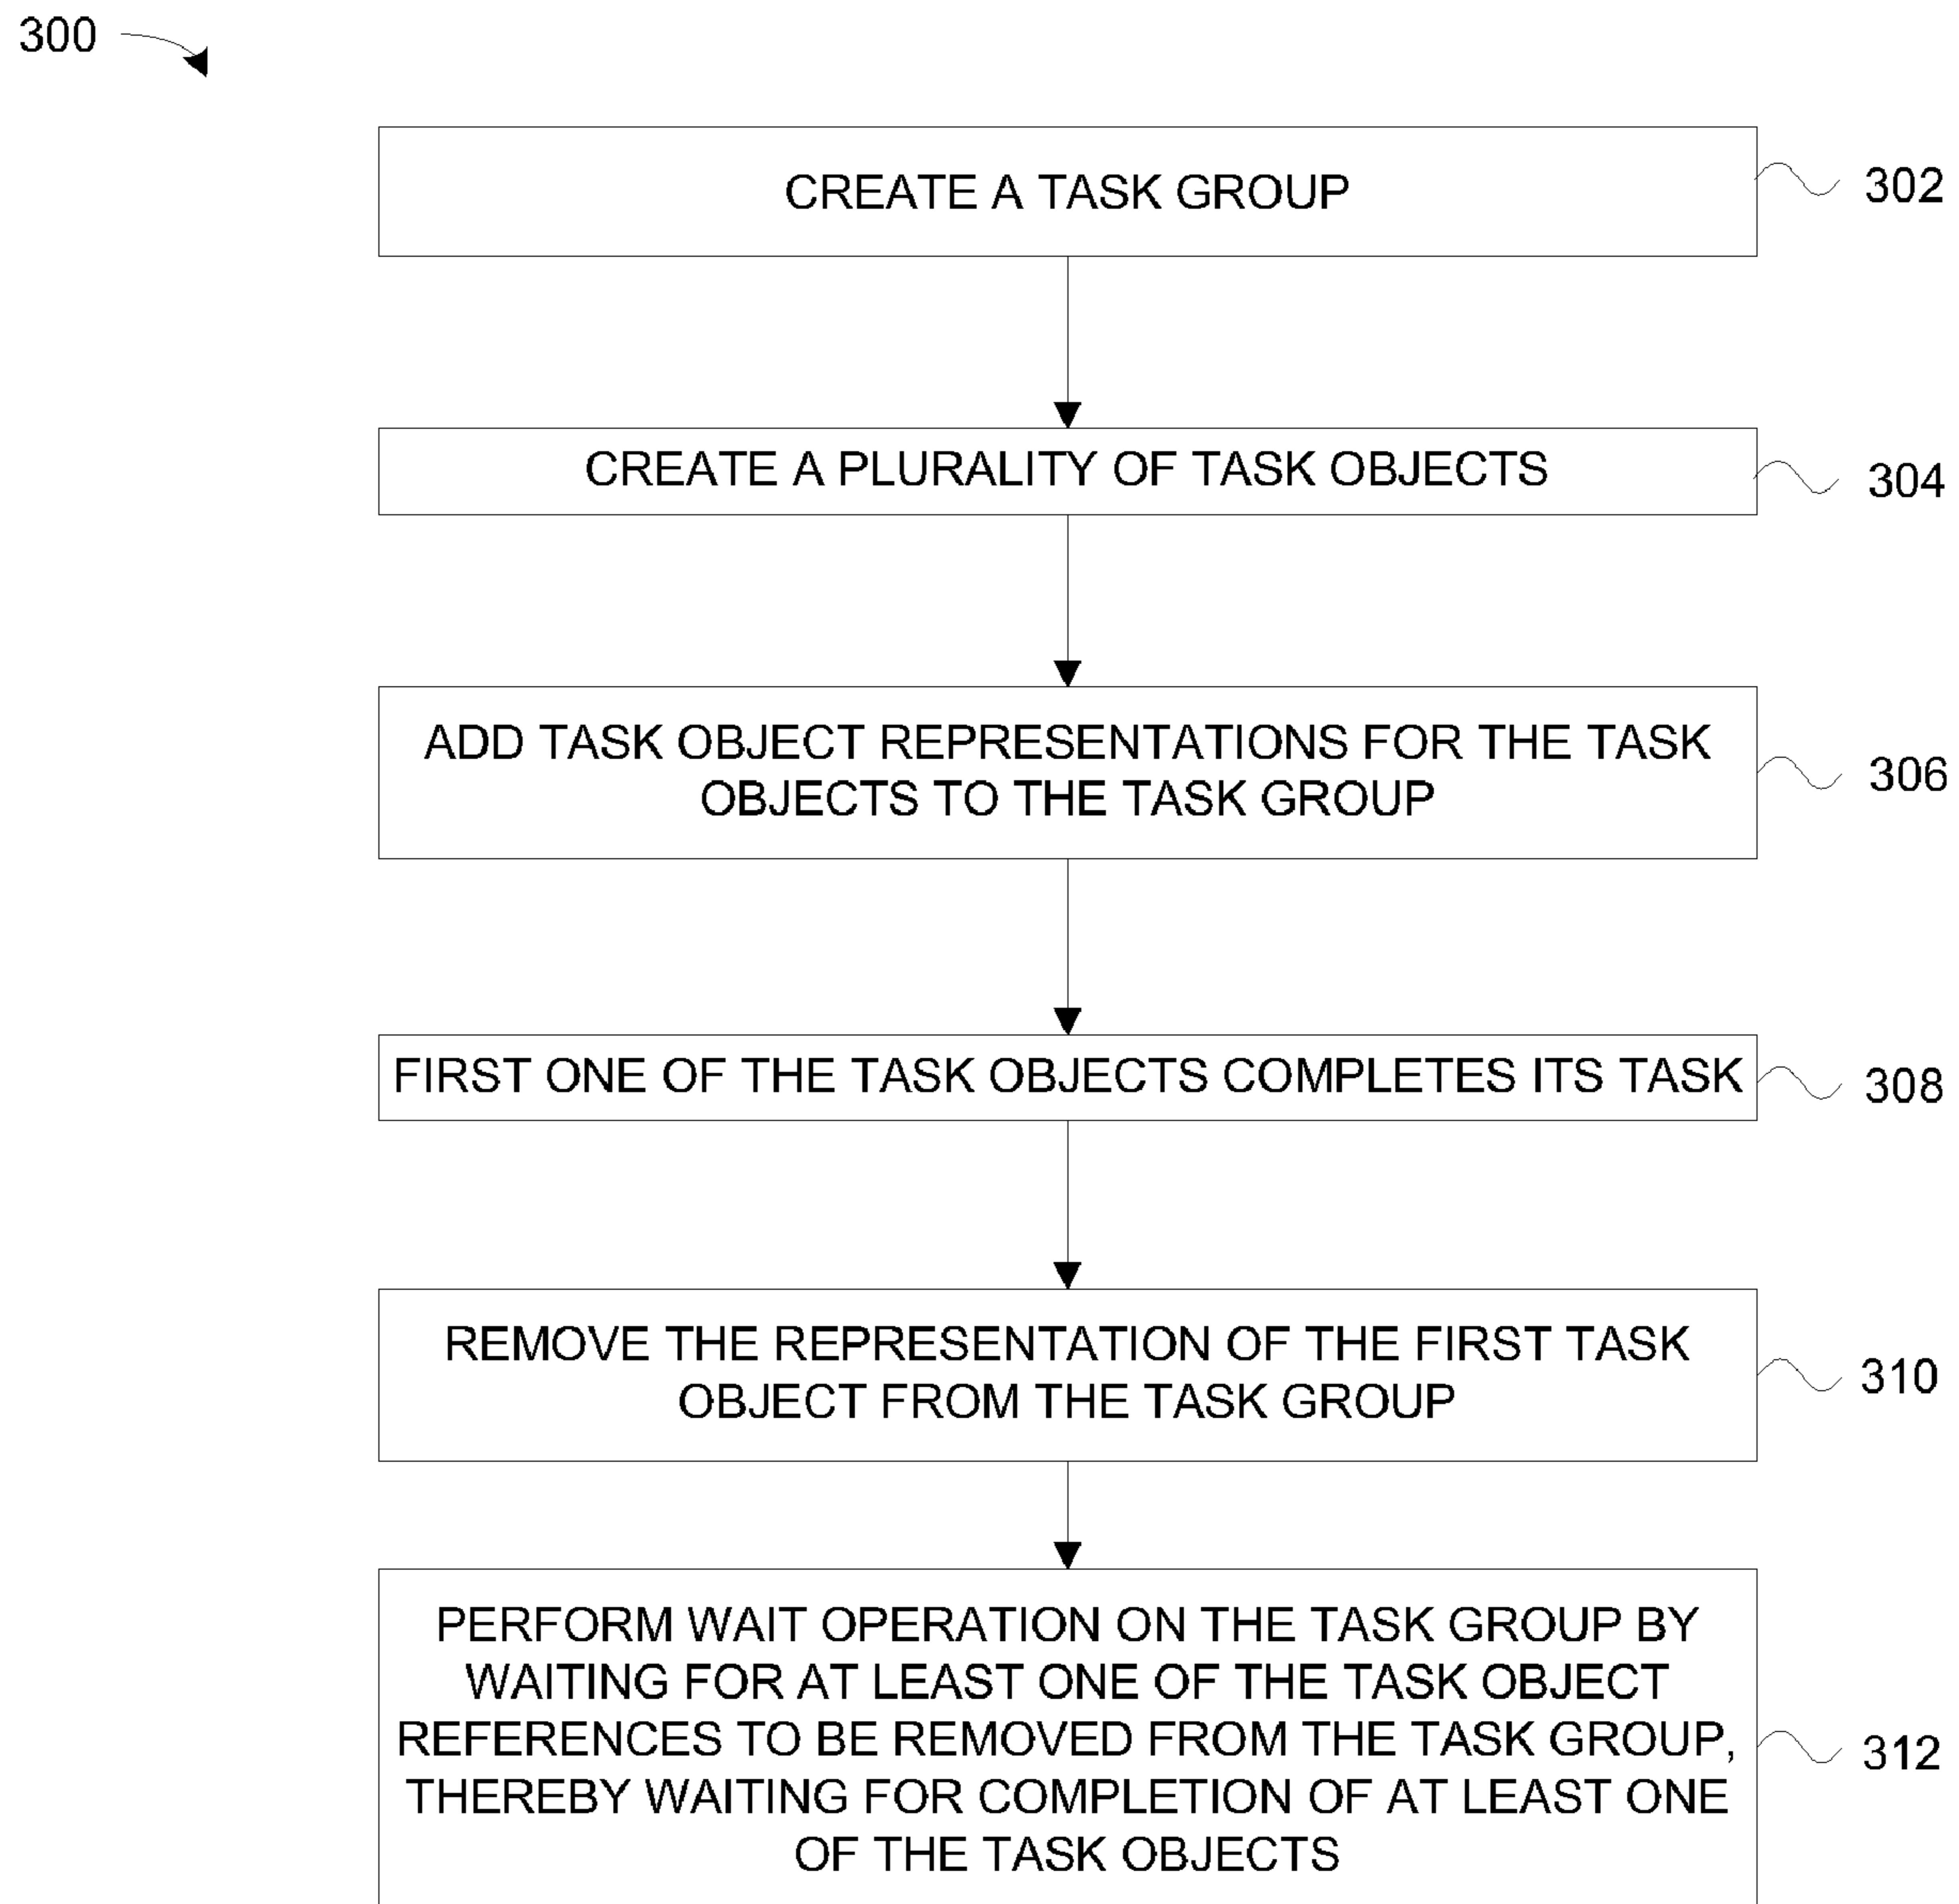 300
CREATE A TASK GROUP
302
CREATE A PLURALITY OF TASK OBJECTS
304
ADD TASK OBJECT REPRESENTATIONS FOR THE TASK
OBJECTS TO THE TASK GROUP
306
FIRST ONE OF THE TASK OBJECTS COMPLETES ITS TASK
308
REMOVE THE REPRESENTATION OF THE FIRST TASK
OBJECT FROM THE TASK GROUP
310
PERFORM WAIT OPERATION ON THE TASK GROUP BY
WAITING FOR AT LEAST ONE OF THE TASK OBJECT
REFERENCES TO BE REMOVED FROM THE TASK GROUP,
THEREBY WAITING FOR COMPLETION OF AT LEAST ONE
OF THE TASK OBJECTS
312